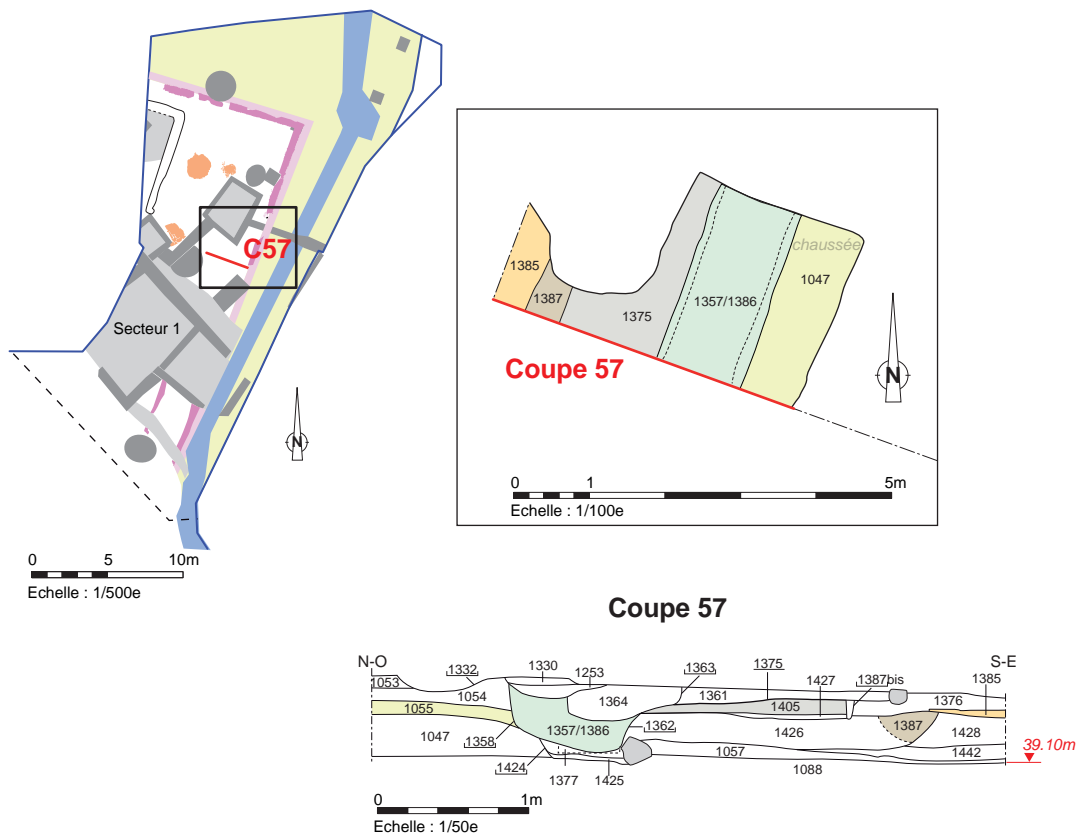 C57
Secteur 1
N
0 5 10m
Echelle : 1/500e
chaussée
1385
1387
1375
1357/1386
1047
Coupe 57
N
0 1 5m
Echelle : 1/100e
Coupe 57
N-O
S-E
1332
1330
1253
1363
1375
1427
1387bis
1385
1053
1054
1364
1361
1376
1055
1405
1357/1386
1362
1387
1047
1358
1426
1428
1424
1057
1442
39.10m
1377
1425
1088
0 1m
Echelle : 1/50e